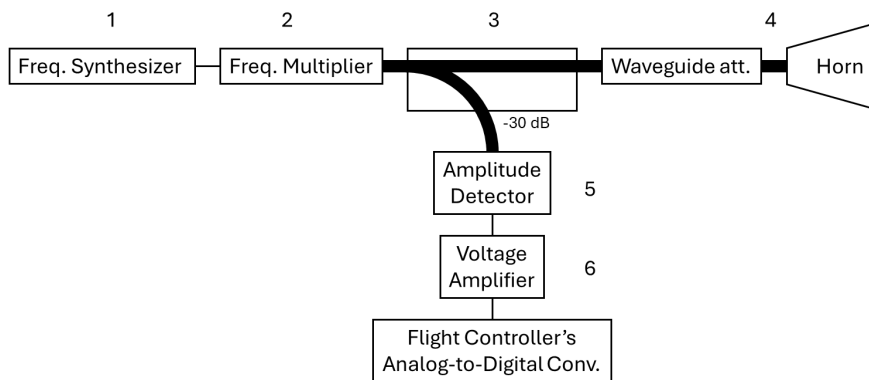 1
2
3
4
Freq. Synthesizer
Freq. Multiplier
Waveguide att.
Horn
-30 dB
Amplitude
Detector
5
Voltage
Amplifier
6
Flight Controller's
Analog-to-Digital Conv.